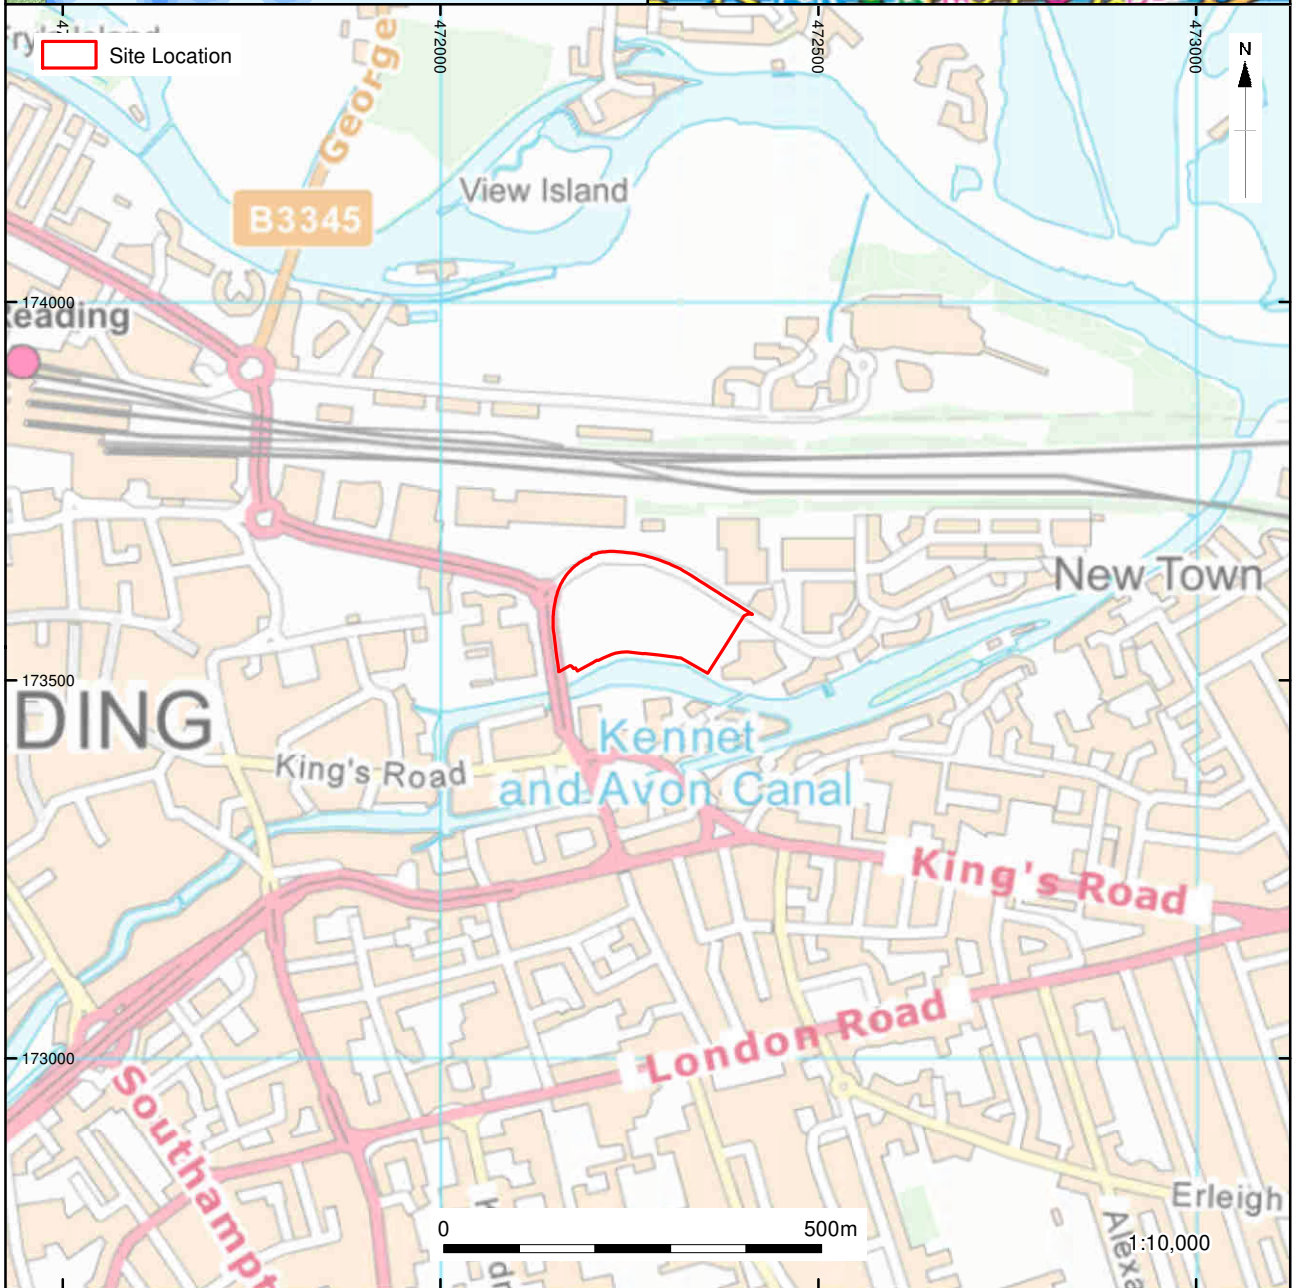 Site Location
472000
472500
473000
N
George
View Island
B3345
174000
Reading
New Town
173500
DING
Kennet
and Avon Canal
King's Road
King's Road
London Road
173000
Southampt
Erleigh
Alexa
0
500m
1:10,000